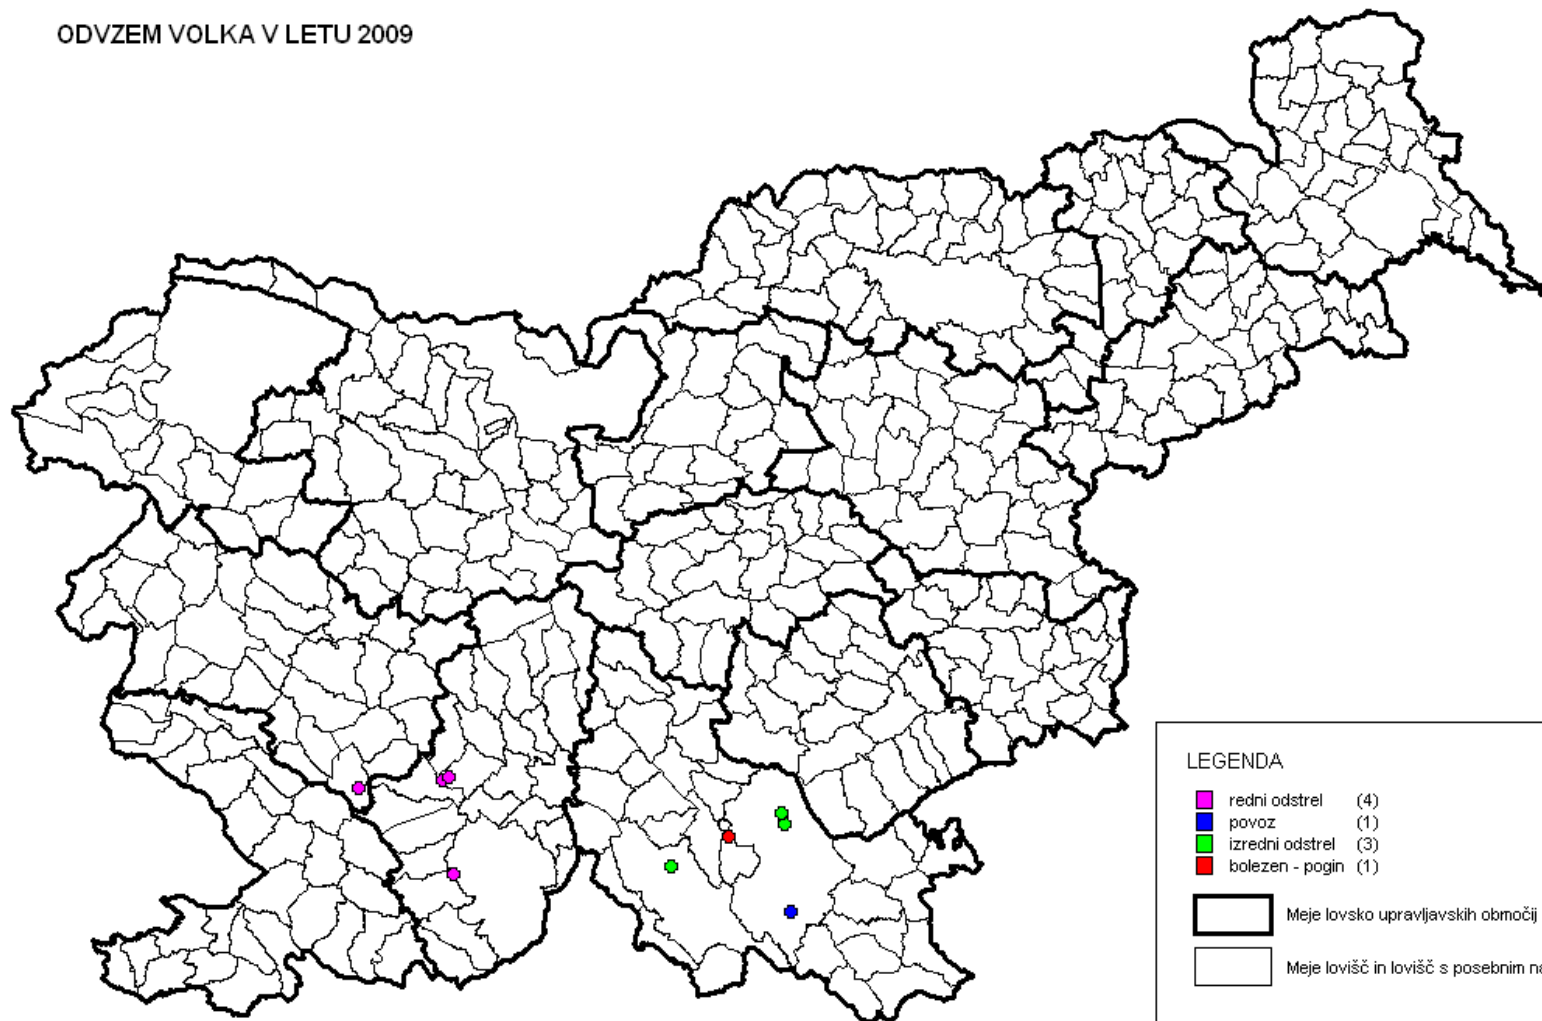 ODVZEM VOLKA V LETU 2009
LEGENDA
redni odstrel (4)
povoz (1)
izredni odstrel (3)
bolezen - pogin (1)
Meje lovsko upravljavskih območij
Meje lovišč in lovišč s posebnim